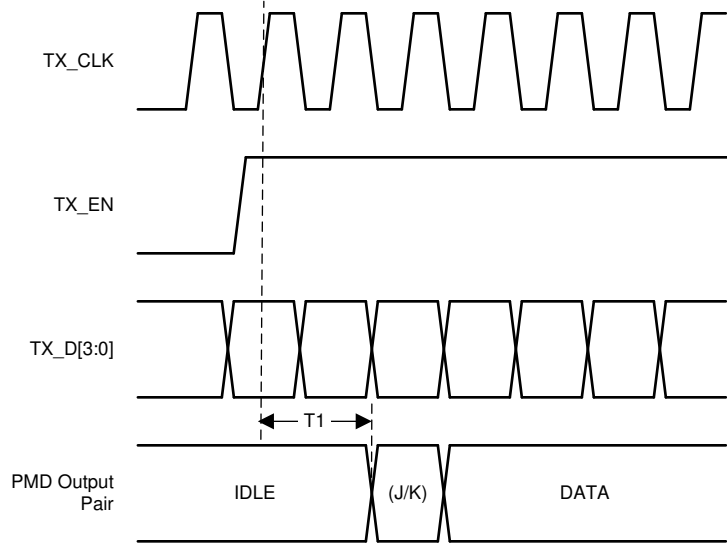 TX_CLK
TX_EN
TX_D[3:0]
T1
PMD Output
Pair
IDLE
(J/K)
DATA